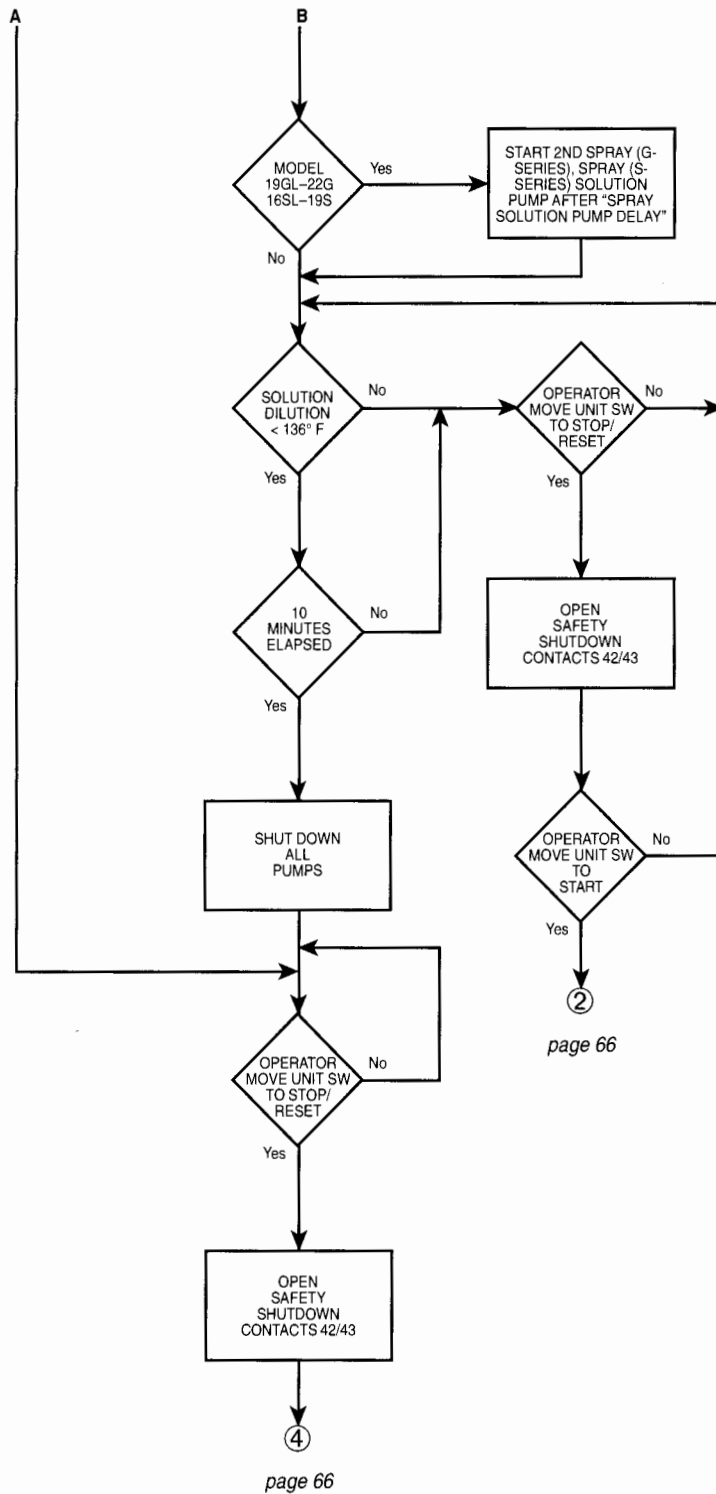 A
B
MODEL
19GL–22G
16SL–19S
Yes
START 2ND SPRAY (G-
SERIES), SPRAY (S-
SERIES) SOLUTION
PUMP AFTER “SPRAY
SOLUTION PUMP DELAY”
No
SOLUTION
DILUTION
< 136° F
No
OPERATOR
MOVE UNIT SW
TO STOP/
RESET
No
Yes
Yes
10
MINUTES
ELAPSED
No
OPEN
SAFETY
SHUTDOWN
CONTACTS 42/43
Yes
SHUT DOWN
ALL
PUMPS
OPERATOR
MOVE UNIT SW
TO
START
No
Yes
2
page 66
OPERATOR
MOVE UNIT SW
TO STOP/
RESET
No
Yes
OPEN
SAFETY
SHUTDOWN
CONTACTS 42/43
4
page 66